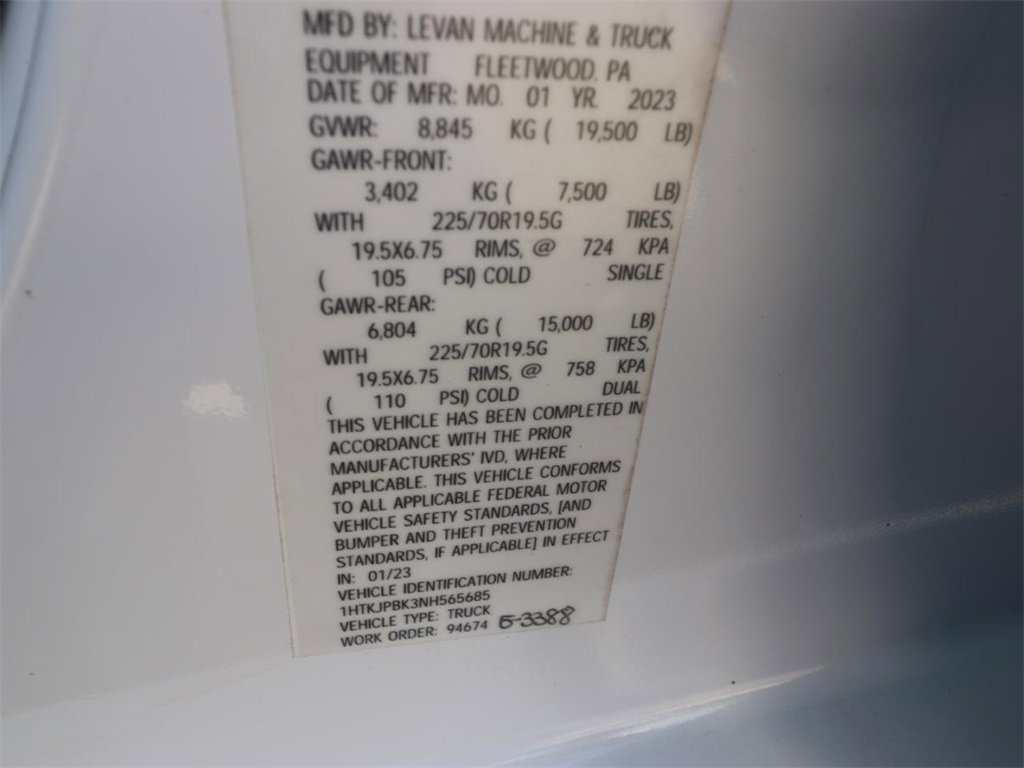 MFD BY: LEVAN MACHINE & TRUCK
EQUIPMENT FLEETWOOD, PA
DATE OF MFR: MO. 01 YR. 2023
GVWR: 8,845 KG ( 19,500 LB)
GAWR-FRONT:
3,402 KG ( 7,500 LB)
WITH 225/70R19.5G TIRES,
19.5X6.75 RIMS, @ 724 KPA
( 105 PSI) COLD SINGLE
GAWR-REAR:
6,804 KG ( 15,000 LB)
WITH 225/70R19.5G TIRES,
19.5X6.75 RIMS, @ 758 KPA
( 110 PSI) COLD DUAL
THIS VEHICLE HAS BEEN COMPLETED IN
ACCORDANCE WITH THE PRIOR
MANUFACTURERS' IVD, WHERE
APPLICABLE. THIS VEHICLE CONFORMS
TO ALL APPLICABLE FEDERAL MOTOR
VEHICLE SAFETY STANDARDS, [AND
BUMPER AND THEFT PREVENTION
STANDARDS, IF APPLICABLE] IN EFFECT
IN: 01/23
VEHICLE IDENTIFICATION NUMBER:
1HTKJPBK3NH565685
VEHICLE TYPE: TRUCK
WORK ORDER: 94674 5-3388